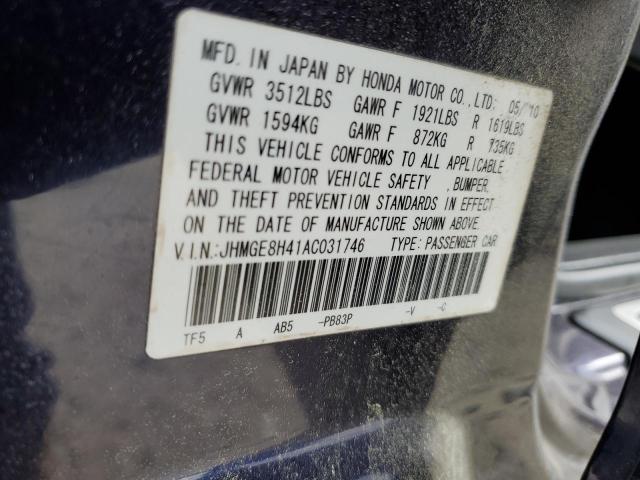 MFD. IN JAPAN BY HONDA MOTOR CO.,LTD. 05/10
GVWR 3512LBS GAWR F 1921LBS R 1619LBS
GVWR 1594KG GAWR F 872KG R 735KG
THIS VEHICLE CONFORMS TO ALL APPLICABLE
FEDERAL MOTOR VEHICLE SAFETY ,BUMPER,
AND THEFT PREVENTION STANDARDS IN EFFECT
ON THE DATE OF MANUFACTURE SHOWN ABOVE.
V.I.N.:JHMGE8H41AC031746 TYPE: PASSENGER CAR
TF5 A AB5 -PB83P -V -C